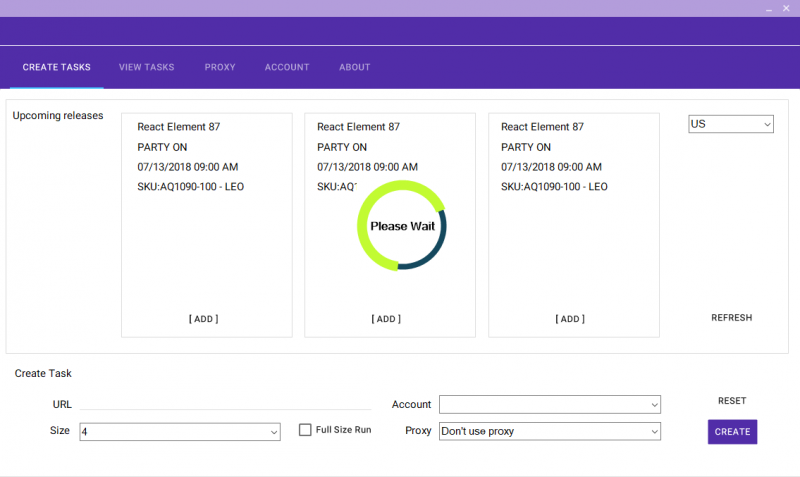 CREATE TASKS VIEW TASKS PROXY ACCOUNT ABOUT
Upcoming releases
React Element 87
PARTY ON
07/13/2018 09:00 AM
SKU:AQ1090-100 - LEO
[ ADD ]
React Element 87
PARTY ON
07/13/2018 09:00 AM
SKU:AQ1
Please Wait
[ ADD ]
React Element 87
PARTY ON
07/13/2018 09:00 AM
SKU:AQ1090-100 - LEO
[ ADD ]
US
REFRESH
Create Task
URL
Account
RESET
Size 4
Full Size Run
Proxy Don't use proxy
CREATE